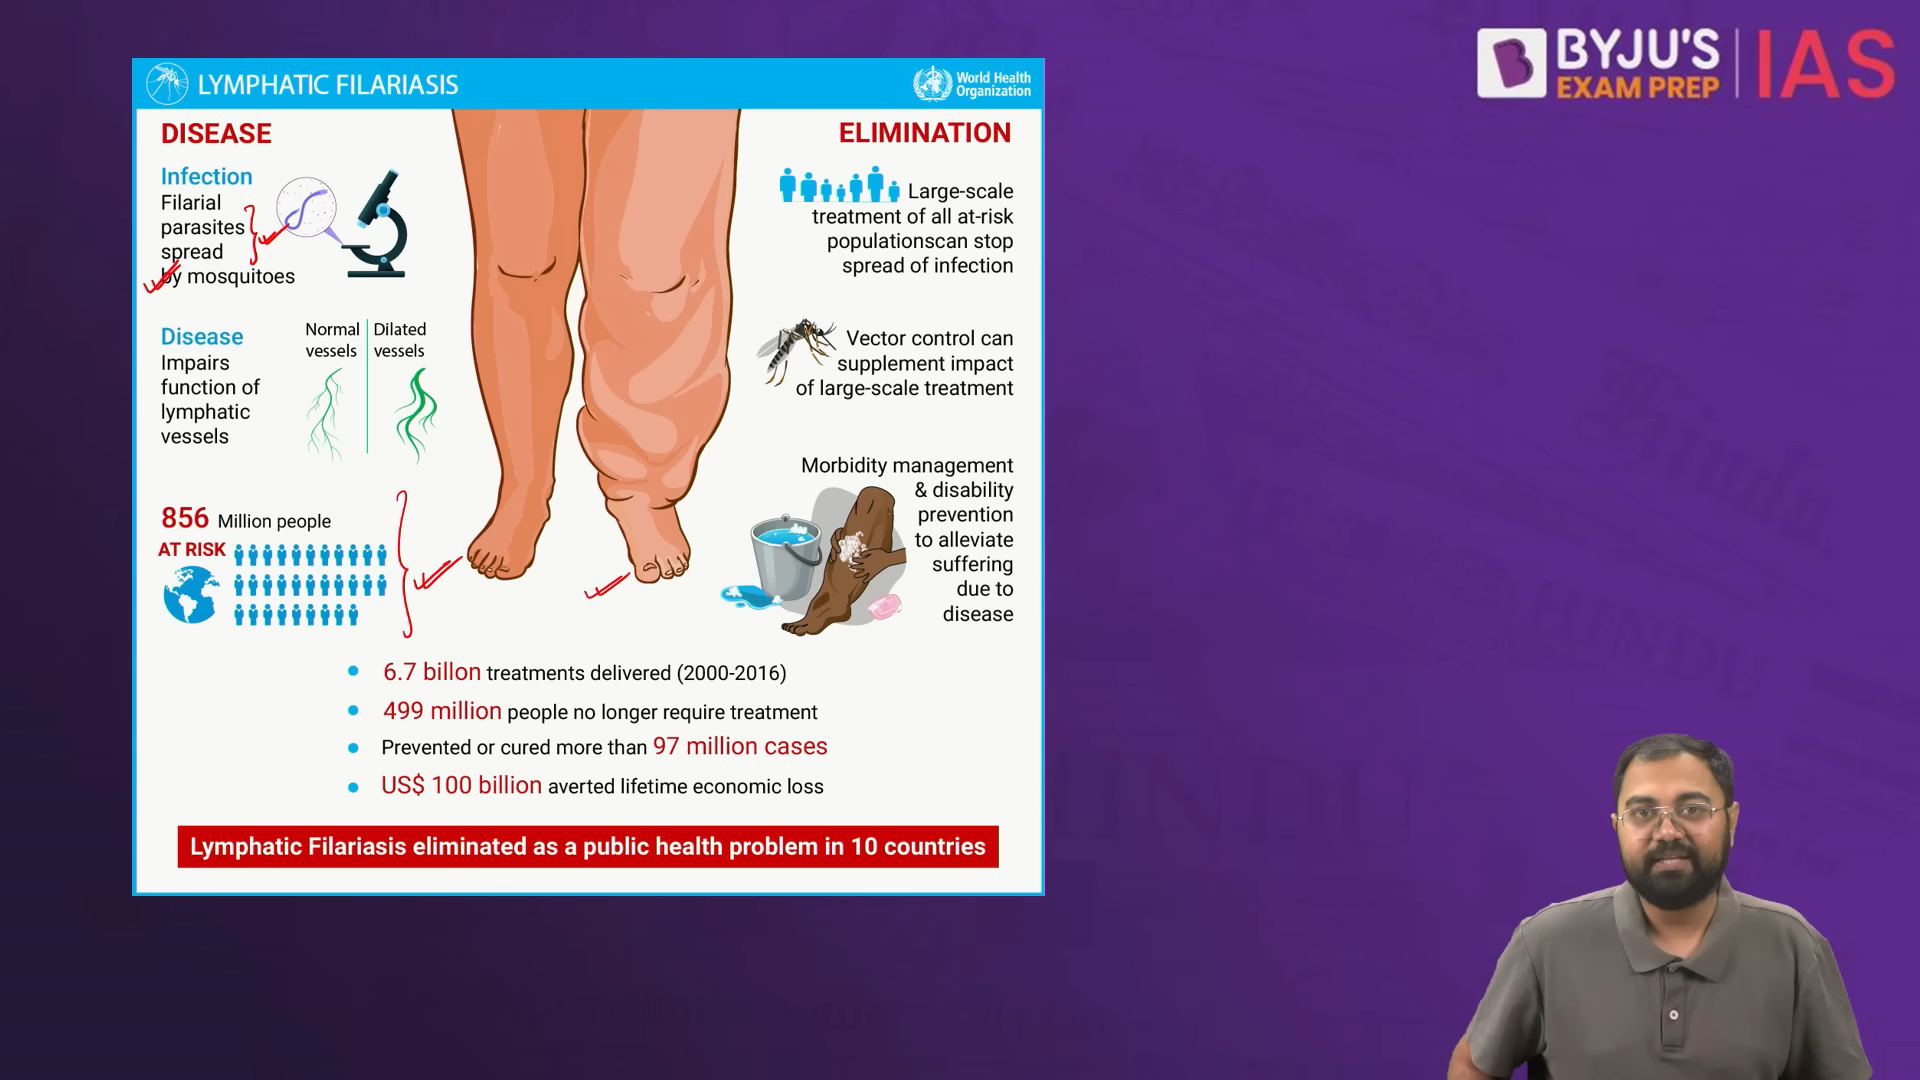 LYMPHATIC FILARIASIS
World Health
Organization
DISEASE
Infection
Filarial
parasites
spread
by mosquitoes
Disease
Impairs
function of
lymphatic
vessels
Normal
vessels
Dilated
vessels
856 Million people
AT RISK
ELIMINATION
Large-scale
treatment of all at-risk
populationscan stop
spread of infection
Vector control can
supplement impact
of large-scale treatment
Morbidity management
& disability
prevention
to alleviate
suffering
due to
disease
6.7 billon treatments delivered (2000-2016)
499 million people no longer require treatment
Prevented or cured more than 97 million cases
US$ 100 billion averted lifetime economic loss
Lymphatic Filariasis eliminated as a public health problem in 10 countries
BYJU'S
EXAM PREP
IAS
HINDU